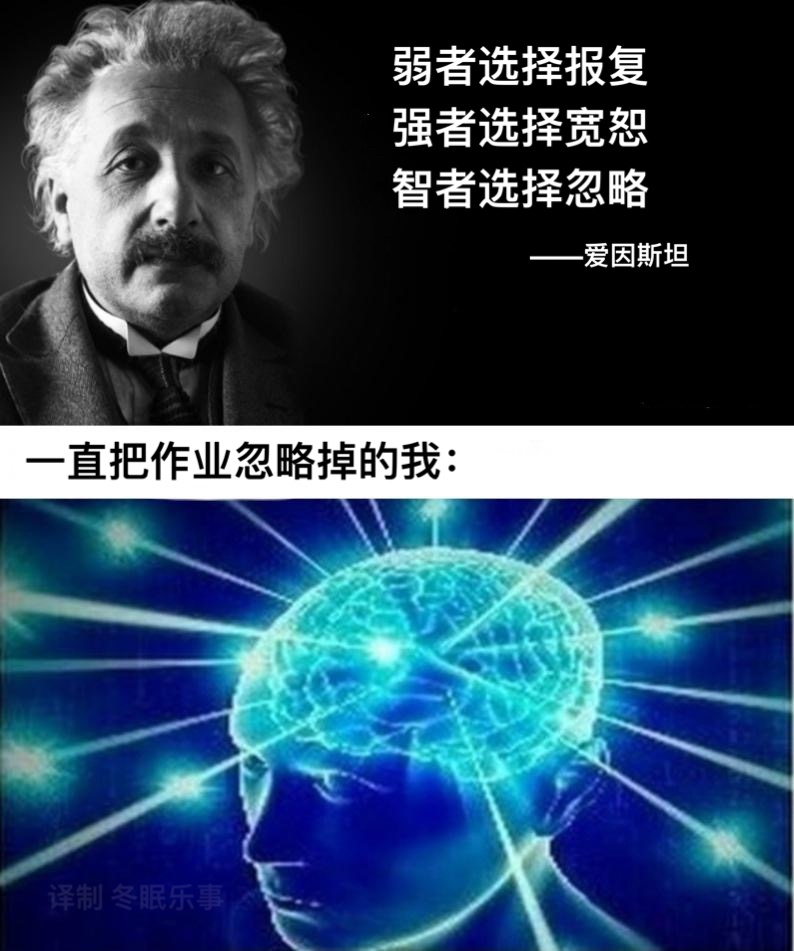 弱者选择报复
强者选择宽恕
智者选择忽略
——爱因斯坦
一直把作业忽略掉的我：
译制 冬眠乐事